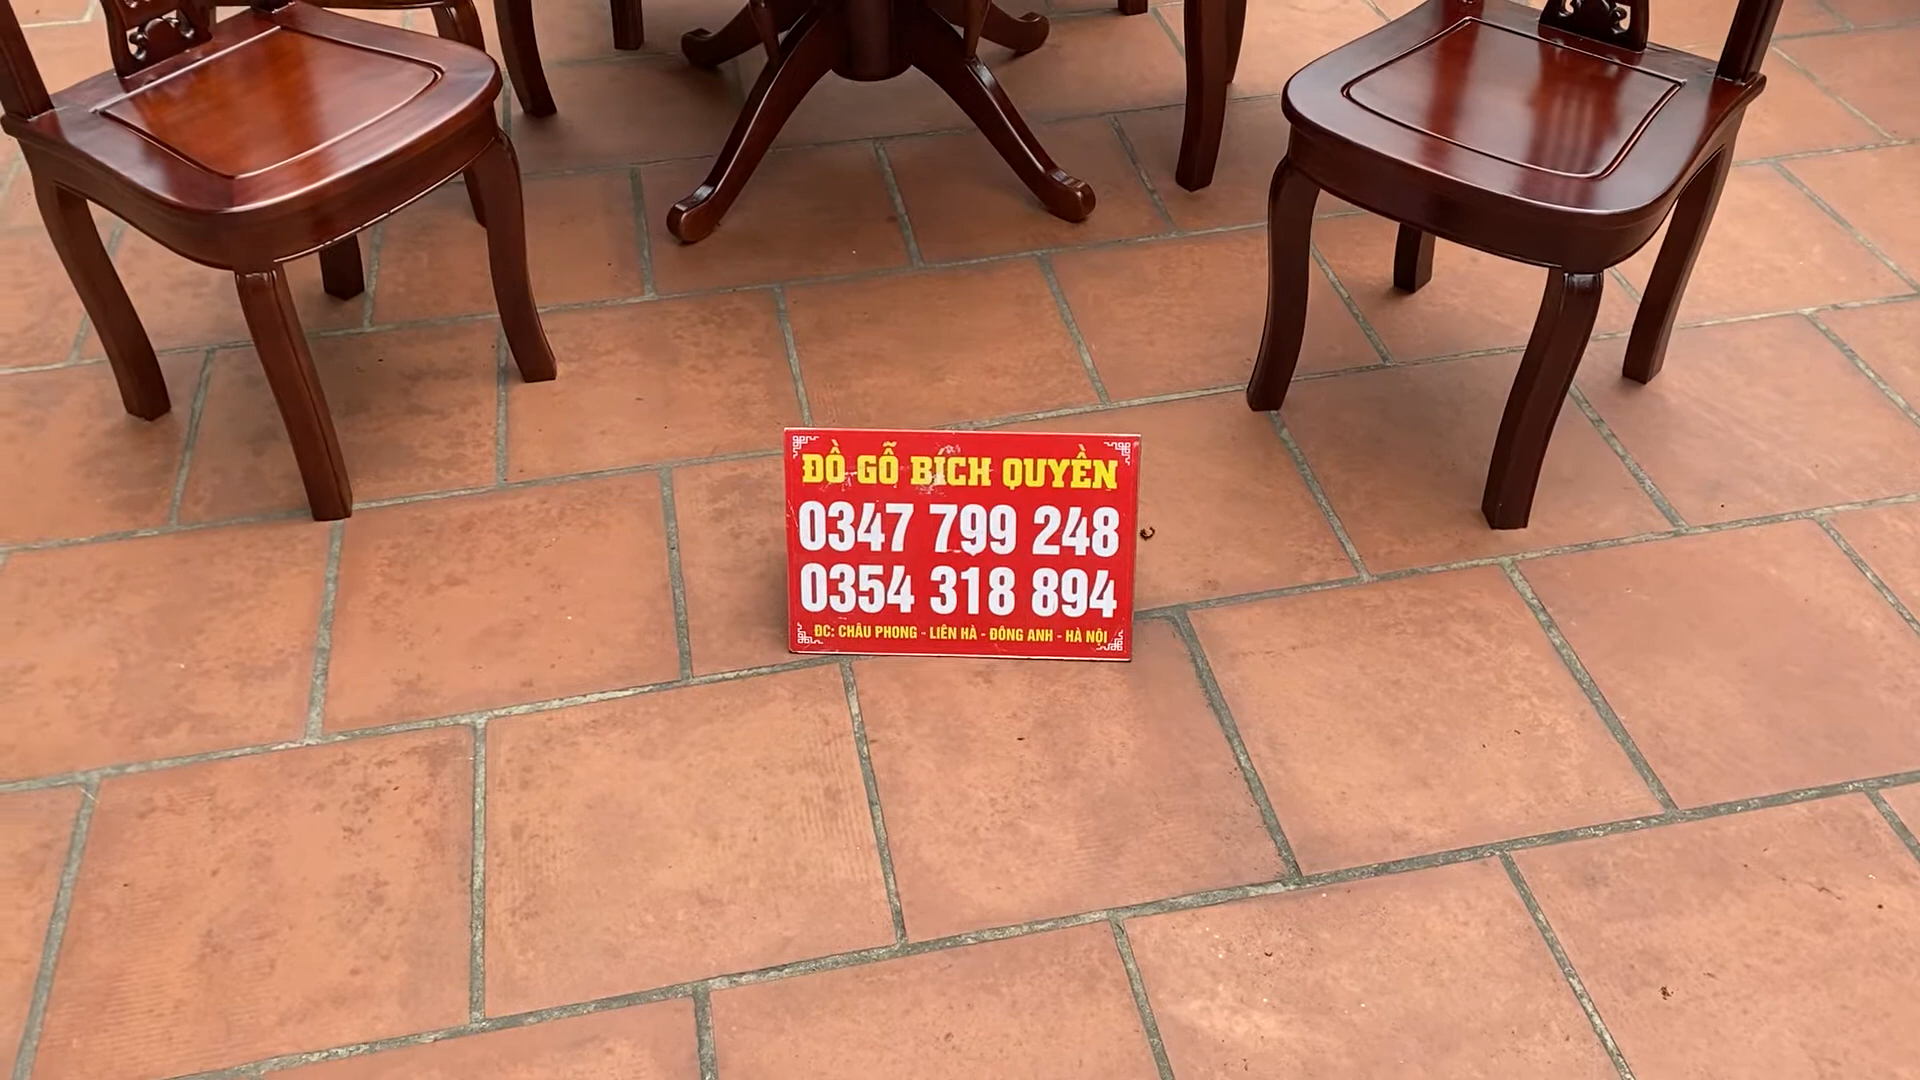 ĐỒ GỖ BÍCH QUYỀN
0347 799 248
0354 318 894
ĐC: CHÂU PHONG - LIÊN HÀ - ĐÔNG ANH - HÀ NỘI